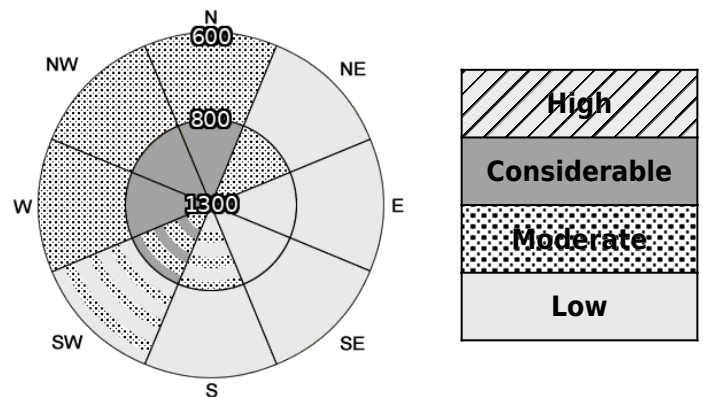 N
600
NW
NE
800
W
1300
E
SW
SE
S
High
Considerable
Moderate
Low